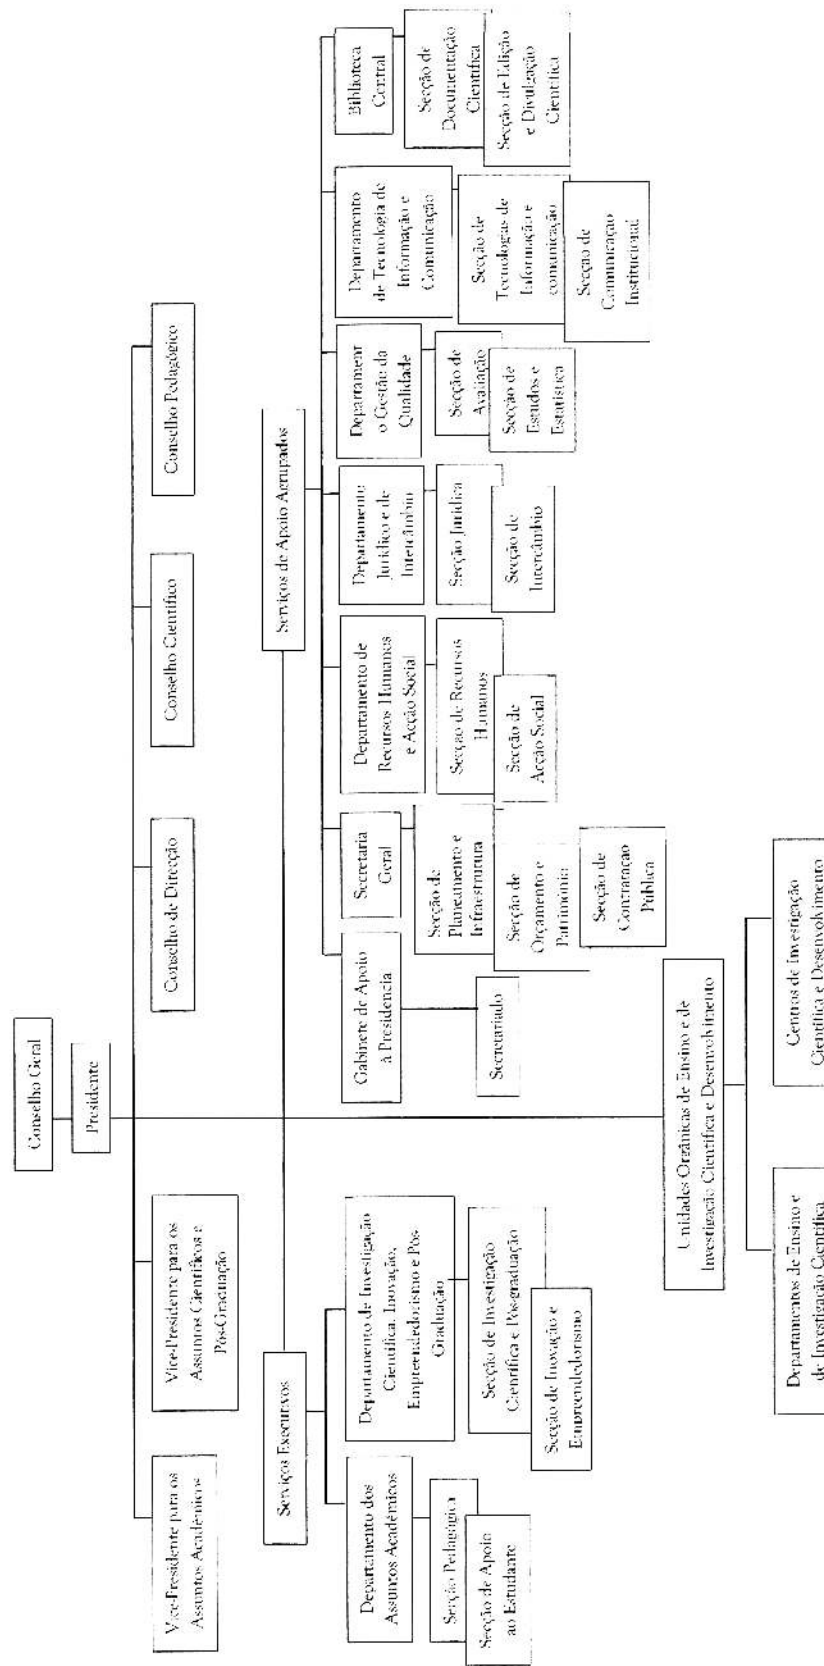 Conselho Geral
Presidente
Vice-Presidente para os
Assuntos Académicos
Vice-Presidente para os
Assuntos Científicos e
Pós-Graduação
Conselho de Direcção
Conselho Científico
Conselho Pedagógico
Serviços Executivos
Departamento dos
Assuntos Académicos
Secção Pedagógica
Secção de Apoio
ao Estudante
Departamento de Investigação
Científica, Inovação,
Empreendedorismo e Pós-
Graduação
Secção de Investigação
Científica e Pós-graduação
Secção de Inovação e
Empreendedorismo
Serviços de Apoio Agrupados
Gabinete de Apoio
à Presidencia
Secretariado
Secretaria
Geral
Secção de
Planeamento e
Infraestrutura
Secção de
Orçamento e
Patrimónia
Secção de
Contratação
Pública
Departamento de
Recursos Humanos
e Acção Social
Secção de Recursos
Humanos
Secção de
Acção Social
Departamento
Jurídico e de
Intercâmbio
Secção Jurídica
Secção de
Intercâmbio
Departament
o Gestão da
Qualidade
Secção de
Avaliação
Secção de
Estudos e
Estatística
Departamento
de Tecnologia de
Informação e
Comunicação
Secção de
Tecnologias de
Informação e
comunicação
Secção de
Comunicação
Institucional
Biblioteca
Central
Secção de
Documentação
Científica
Secção de Edição
e Divulgação
Científica
Unidades Orgânicas de Ensino e de
Investigação Científica e Desenvolvimento
Departamentos de Ensino e
de Investigação Científica
Centros de Investigação
Científica e Desenvolvimento